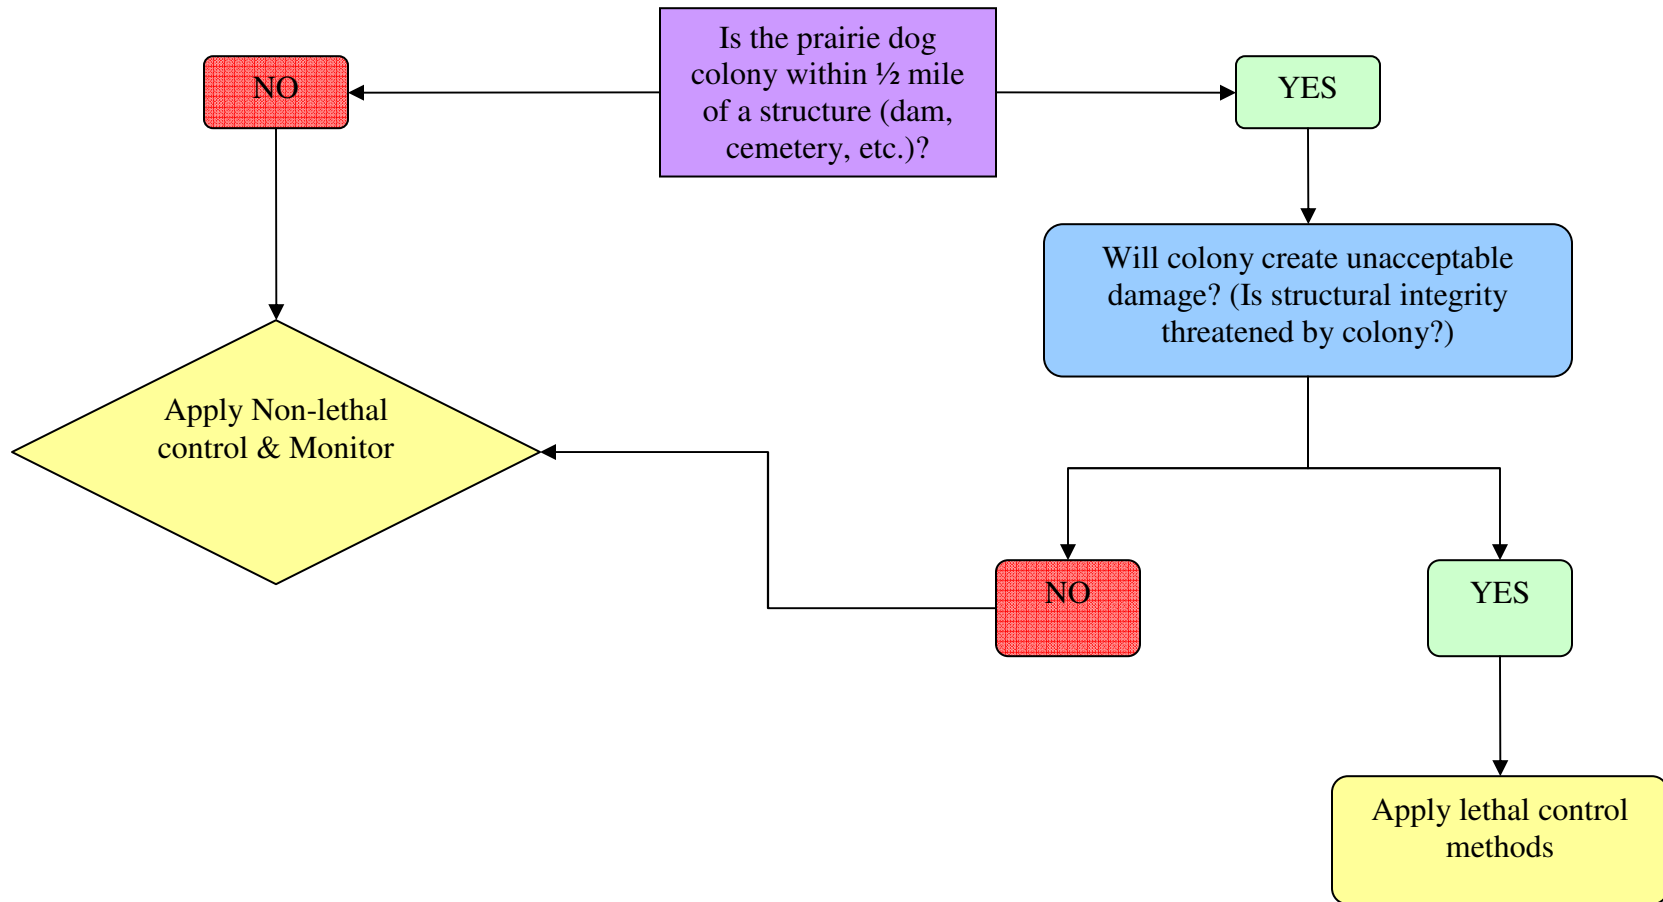 Is the prairie dog
colony within ½ mile
of a structure (dam,
cemetery, etc.)?
NO
YES
Will colony create unacceptable
damage? (Is structural integrity
threatened by colony?)
Apply Non-lethal
control & Monitor
NO
YES
Apply lethal control
methods